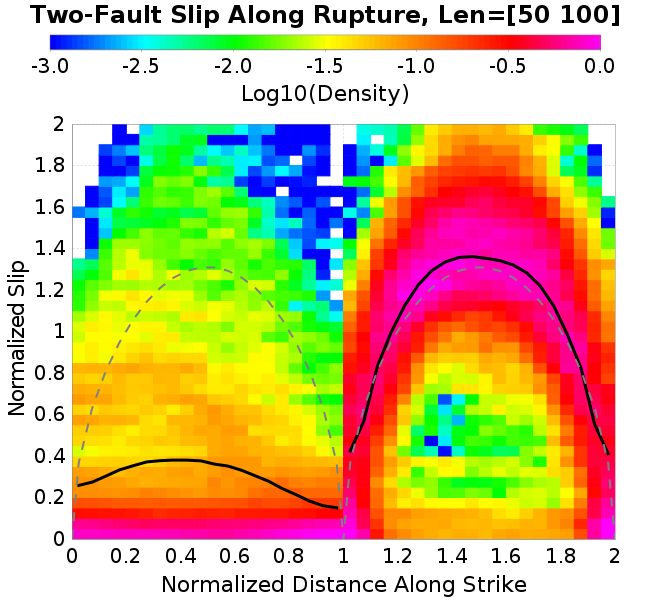 Two-Fault Slip Along Rupture, Len=[50 100]
-3.0 -2.5 -2.0 -1.5 -1.0 -0.5 0.0
Log10(Density)
Normalized Slip
2
1.8
1.6
1.4
1.2
1
0.8
0.6
0.4
0.2
0
0 0.2 0.4 0.6 0.8 1 1.2 1.4 1.6 1.8 2
Normalized Distance Along Strike